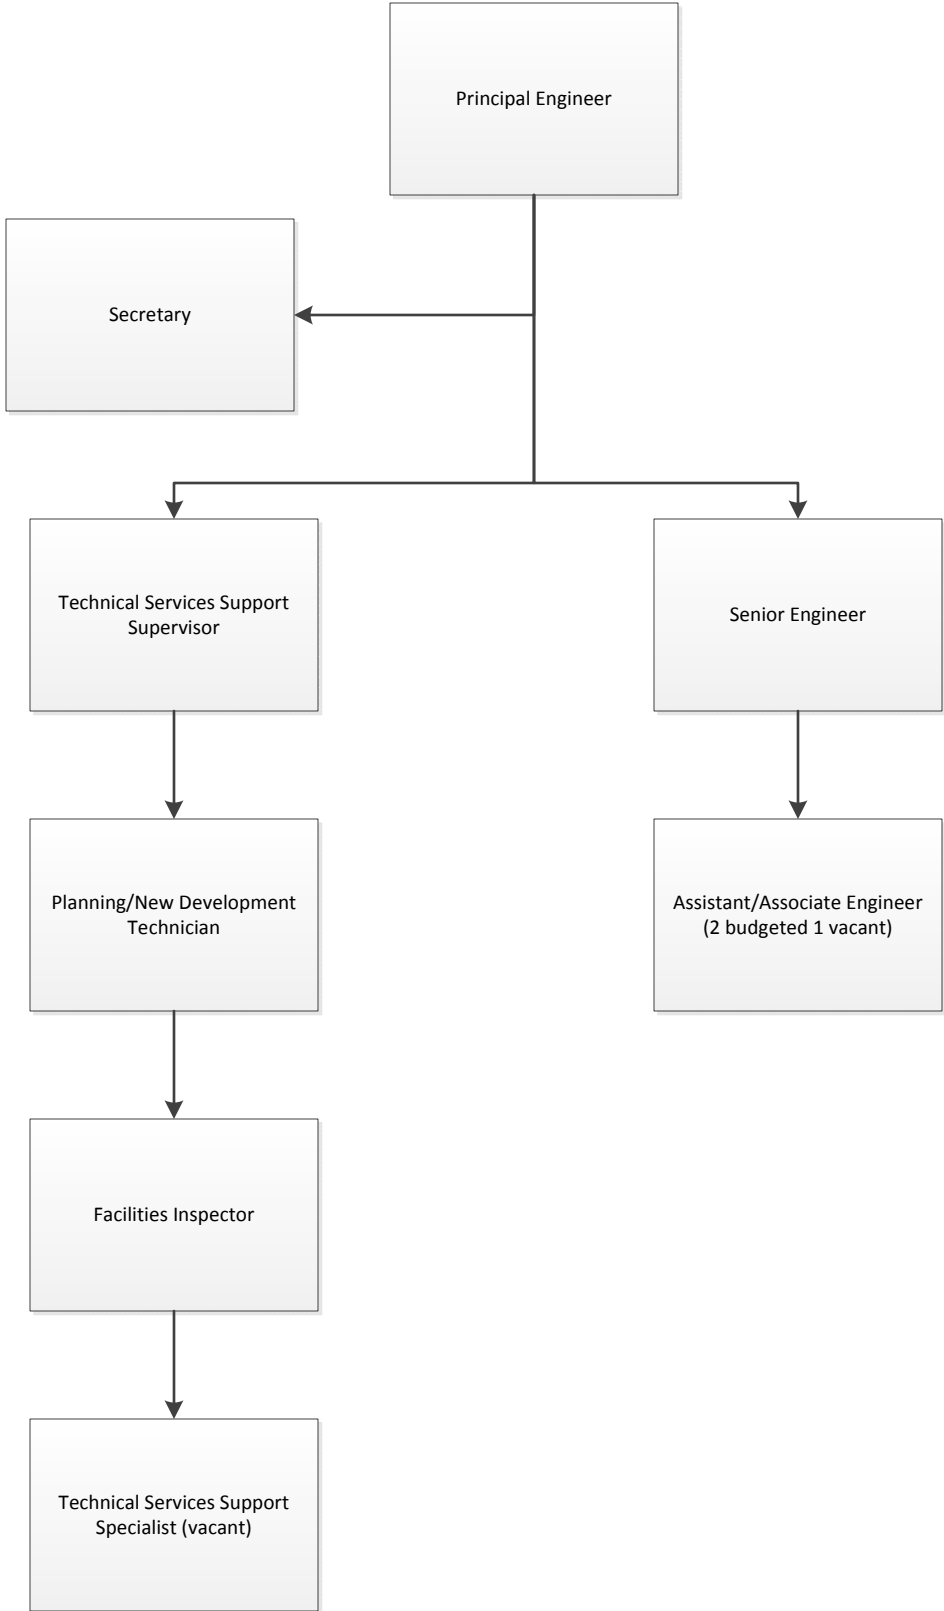 Principal Engineer
Secretary
Technical Services Support
Supervisor
Senior Engineer
Planning/New Development
Technician
Assistant/Associate Engineer
(2 budgeted 1 vacant)
Facilities Inspector
Technical Services Support
Specialist (vacant)